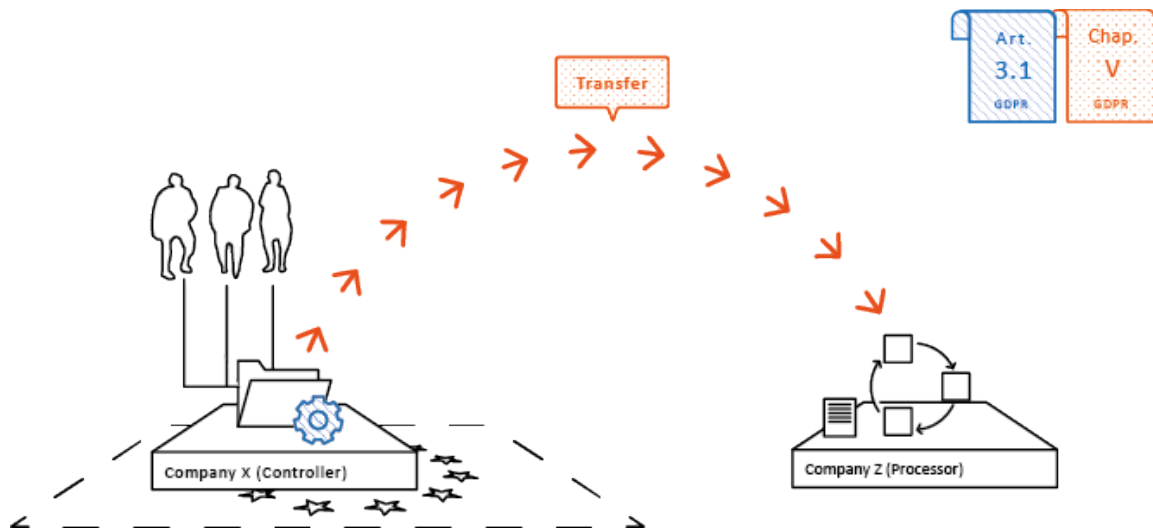 Art.
3.1
GDPR
Chap.
V
GDPR
Transfer
Company X (Controller)
Company Z (Processor)